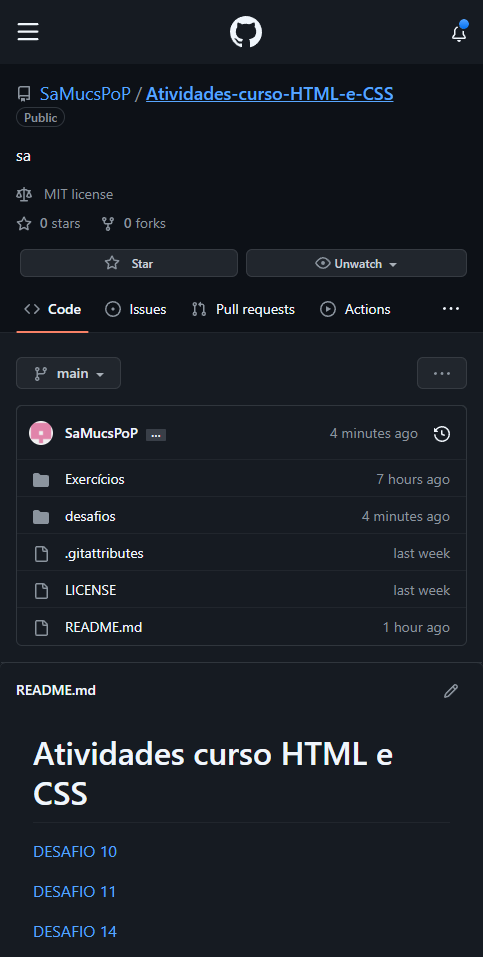 SaMucsPoP / Atividades-curso-HTML-e-CSS
Public
sa
MIT license
0 stars 0 forks
Star Unwatch
Code Issues Pull requests Actions ...
main ...
SaMucsPoP ... 4 minutes ago
Exercícios 7 hours ago
desafios 4 minutes ago
.gitattributes last week
LICENSE last week
README.md 1 hour ago
README.md
Atividades curso HTML e
CSS
DESAFIO 10
DESAFIO 11
DESAFIO 14